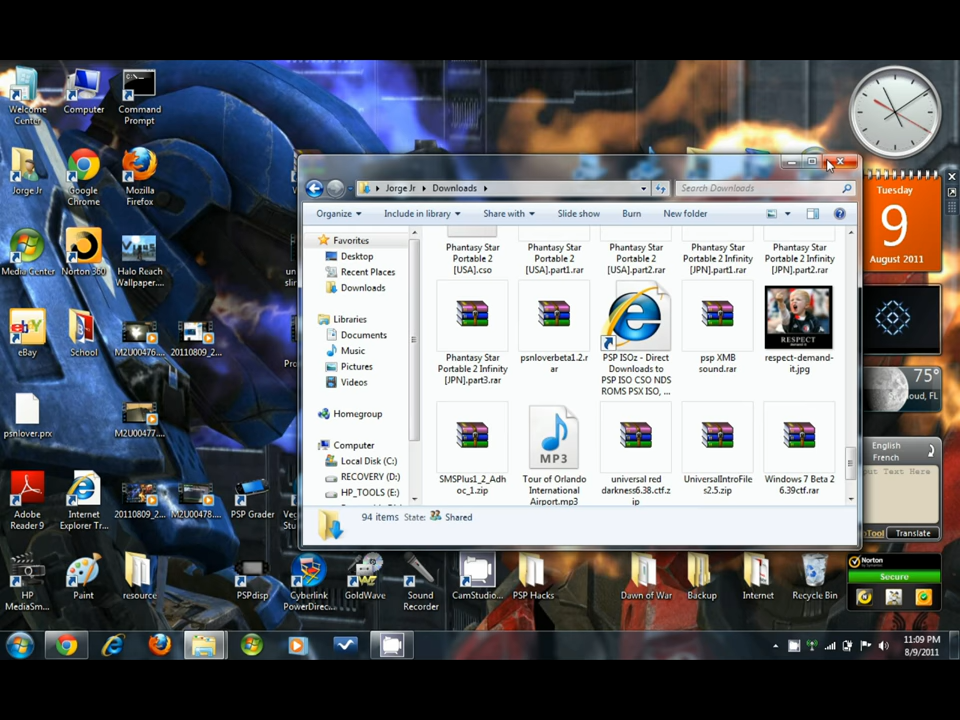 Welcome
Center
Computer
Command
Prompt
Jorge Jr
Google
Chrome
Mozilla
Firefox
Media Center
Norton 360
Halo Reach
Wallpaper....
eBay
School
M2U00476....
20110809_2...
psnlover.prx
M2U00477....
Adobe
Reader 9
Internet
Explorer Tr...
20110809_2...
M2U00478....
PSP Grader
HP
MediaSm...
Paint
resource
PSPdisp
Cyberlink
PowerDirec...
GoldWave
Sound
Recorder
CamStudio...
PSP Hacks
Dawn of War
Backup
Internet
Recycle Bin
Jorge Jr
Downloads
Search Downloads
Organize
Include in library
Share with
Slide show
Burn
New folder
Favorites
Desktop
Recent Places
Downloads
Libraries
Documents
Music
Pictures
Videos
Homegroup
Computer
Local Disk (C:)
RECOVERY (D:)
HP_TOOLS (E:)
Phantasy Star
Portable 2
[USA].cso
Phantasy Star
Portable 2
[USA].part1.rar
Phantasy Star
Portable 2
[USA].part2.rar
Phantasy Star
Portable 2 Infinity
[JPN].part1.rar
Phantasy Star
Portable 2 Infinity
[JPN].part2.rar
Phantasy Star
Portable 2 Infinity
[JPN].part3.rar
psnloverbeta1.2.r
ar
PSP ISOz - Direct
Downloads to
PSP ISO CSO NDS
ROMS PSX ISO, ...
psp XMB
sound.rar
RESPECT
respect-demand-
it.jpg
SMSPlus1_2_Adh
oc_1.zip
MP3
Tour of Orlando
International
Airport.mp3
universal red
darkness6.38.ctf.z
ip
UniversalIntroFile
s2.5.zip
Windows 7 Beta 2
6.39ctf.rar
94 items
State:
Shared
Tuesday
9
August 2011
75°
loud, FL
English
French
put Text Here
Tool
Translate
Norton
Secure
11:09 PM
8/9/2011